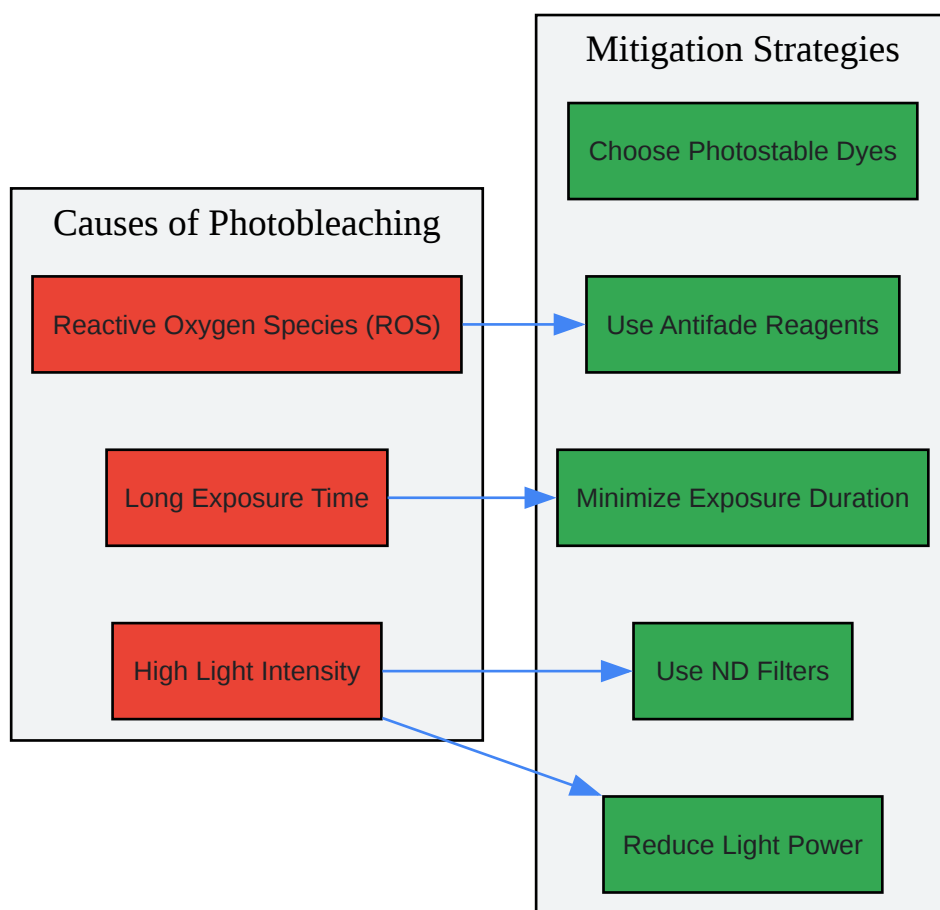 Causes of Photobleaching
Reactive Oxygen Species (ROS)
Long Exposure Time
High Light Intensity
Mitigation Strategies
Choose Photostable Dyes
Use Antifade Reagents
Minimize Exposure Duration
Use ND Filters
Reduce Light Power